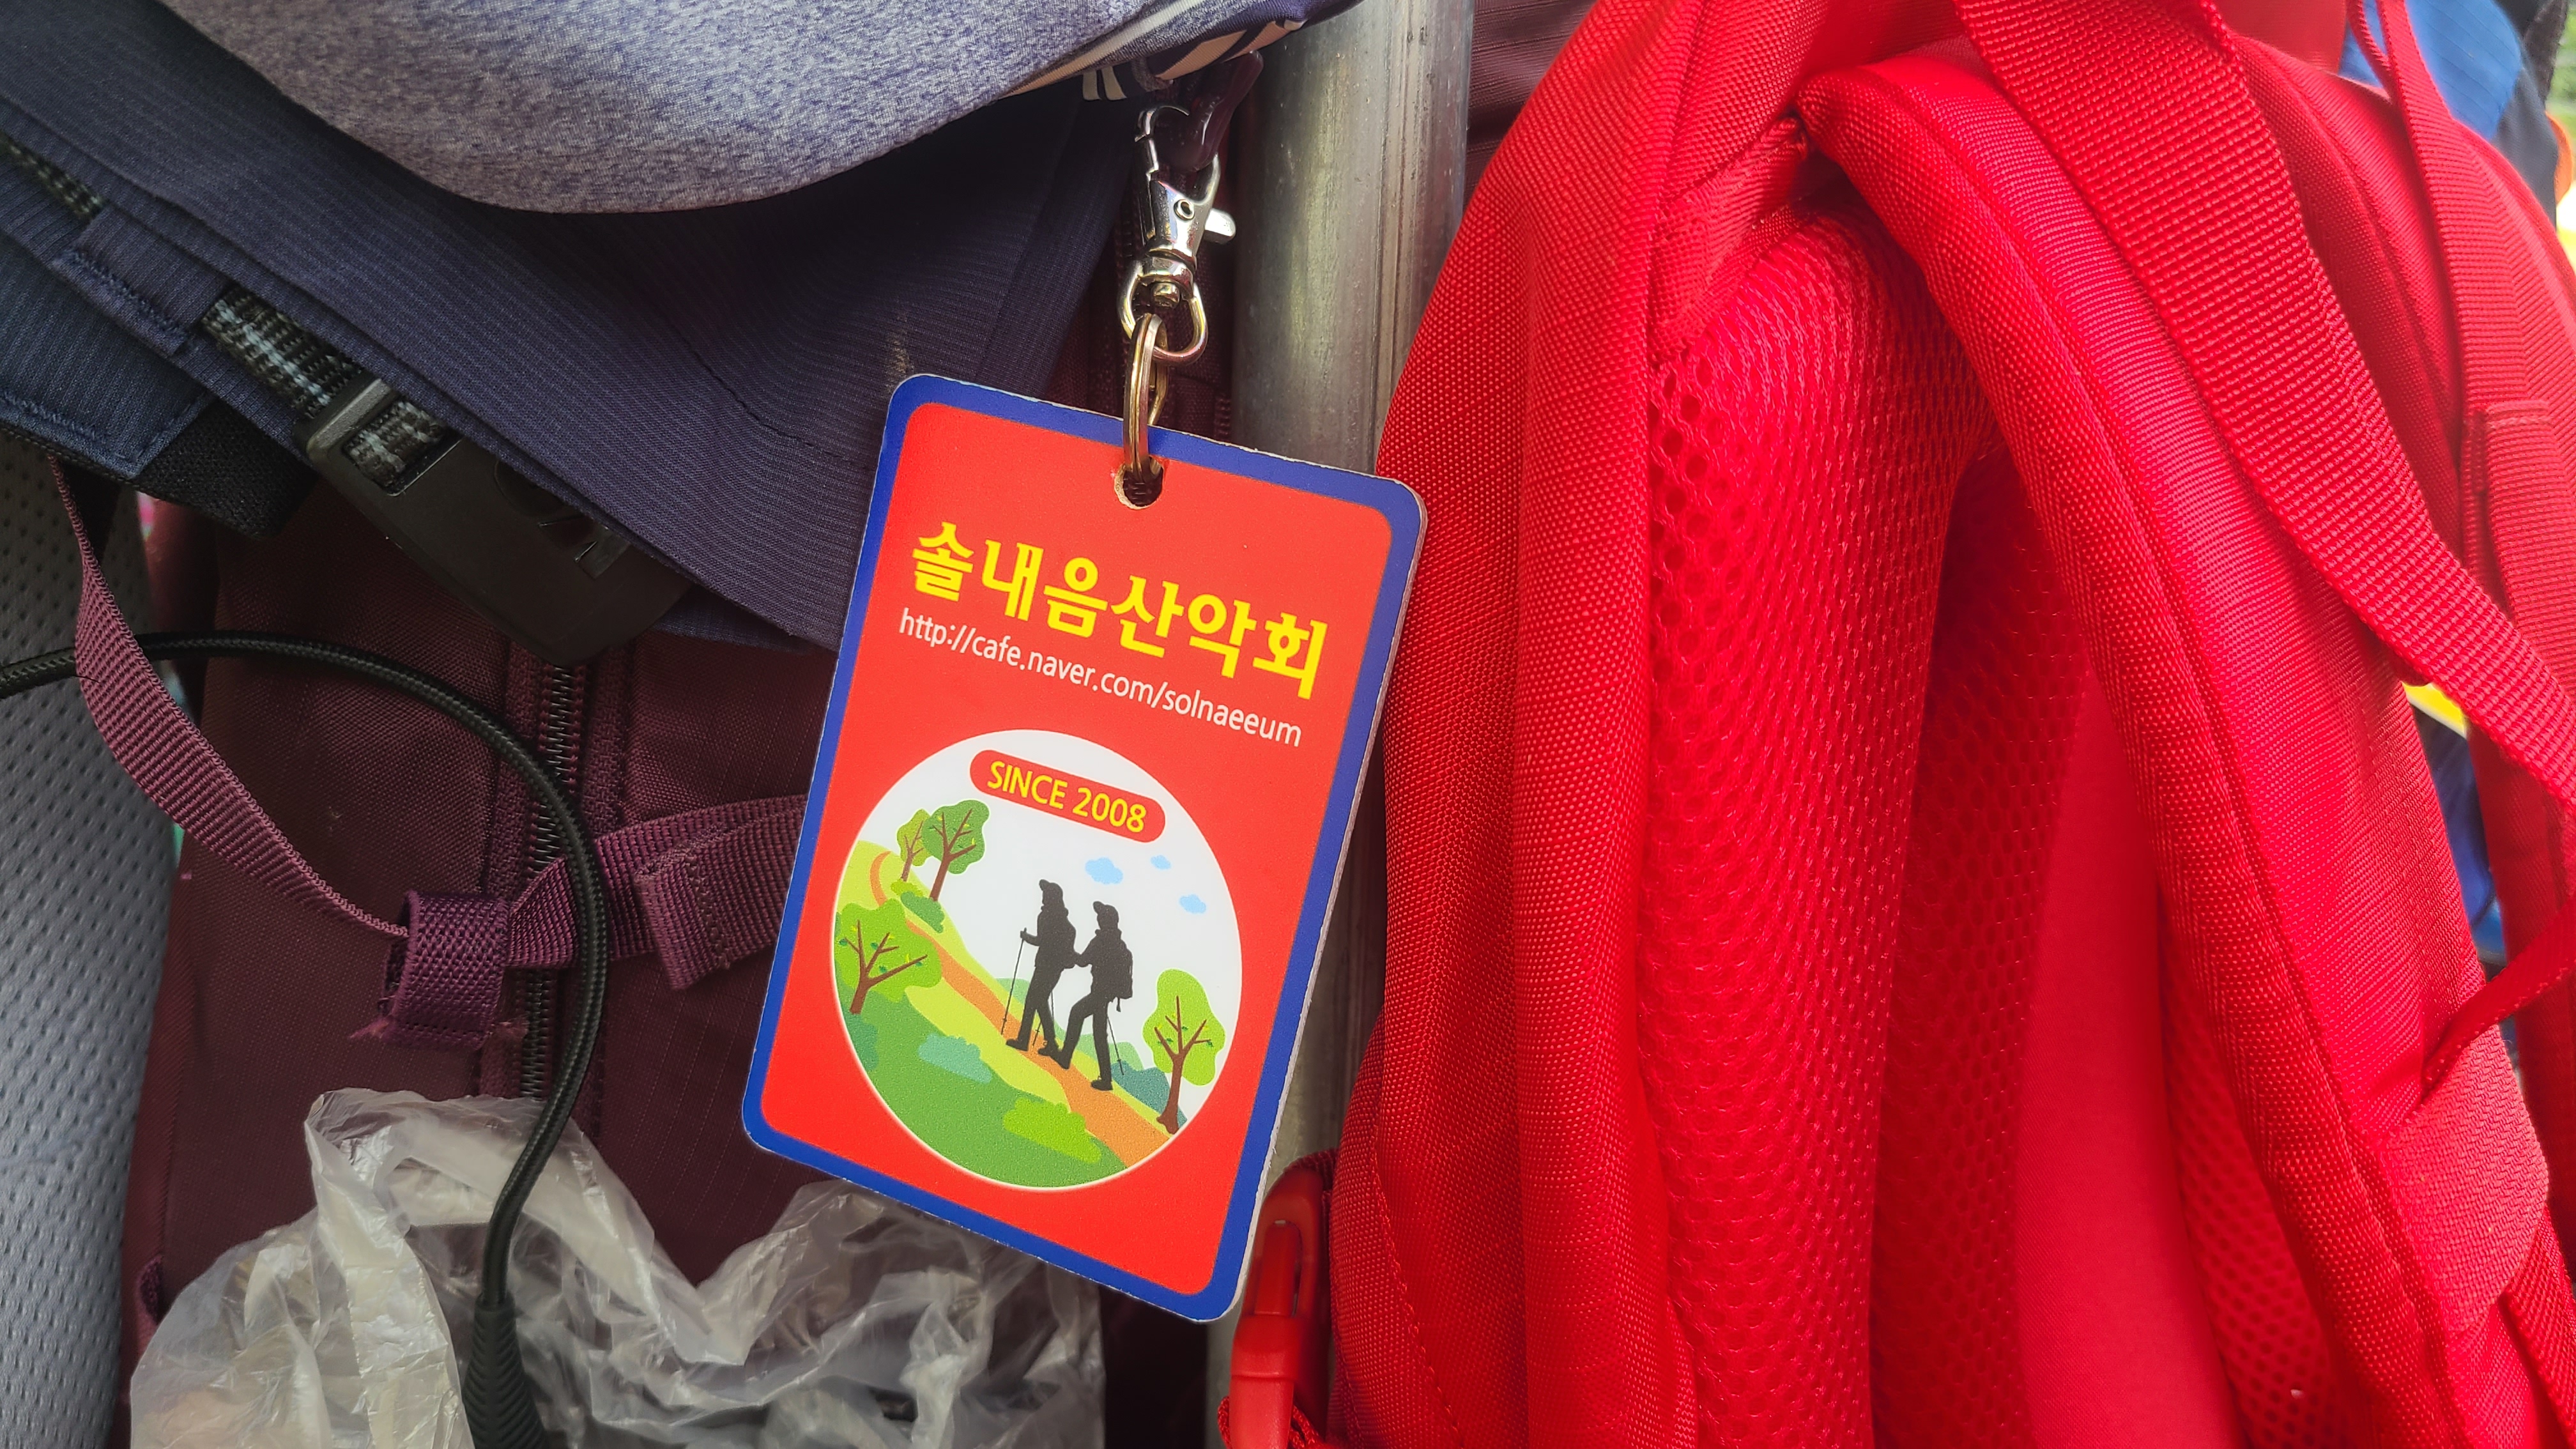 솔내음산악회
http://cafe.naver.com/solnaeeum
SINCE 2008